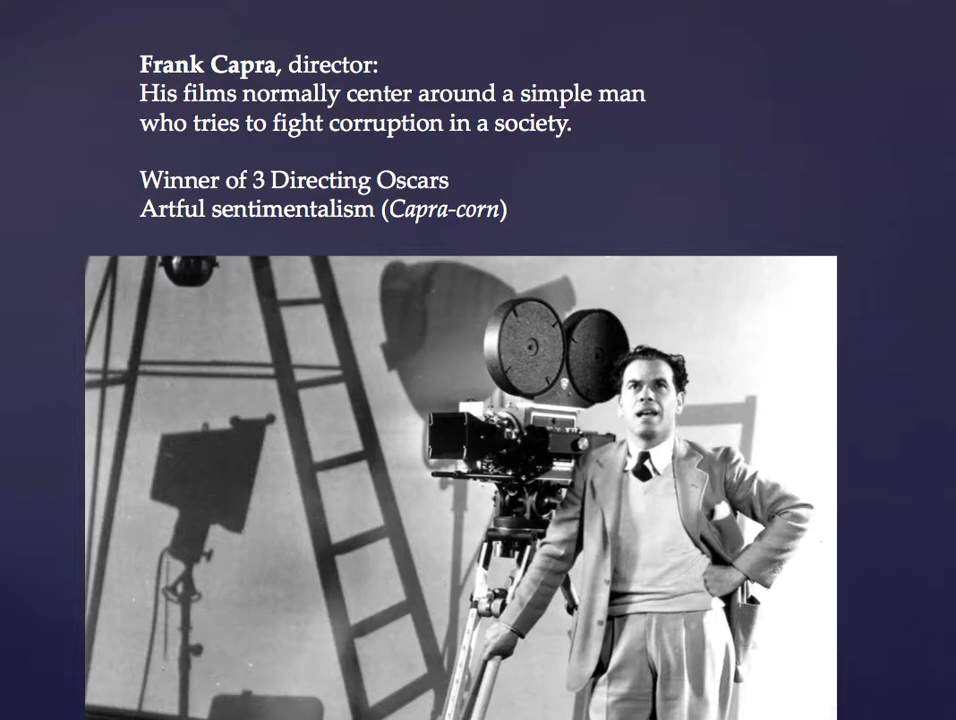 Frank Capra, director:
His films normally center around a simple man
who tries to fight corruption in a society.
Winner of 3 Directing Oscars
Artful sentimentalism (Capra-corn)